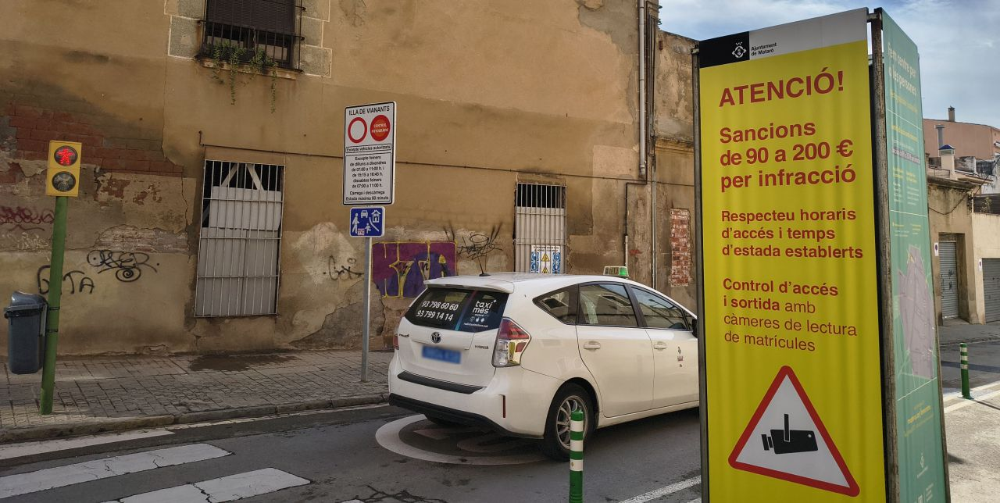 ILLA DE VIANANTS
CONTROL
FOTOGRÀFIC
Excepte vehicles autoritzats
Excepte feiners
de dilluns a divendres
de 07:00 a 11:00 h. i
de 15:15 a 16:45 h.
dissabtes feiners
de 07:00 a 11:00 h.
Càrrega i descàrrega
Estada màxima 60 minuts
93 798 60 60
93 799 14 14
taxi
mes
TAXI
Ajuntament
de Mataró
ATENCIÓ!
Sancions
de 90 a 200 €
per infracció
Respecteu horaris
d'accés i temps
d'estada establerts
Control d'accés
i sortida amb
càmeres de lectura
de matrícules